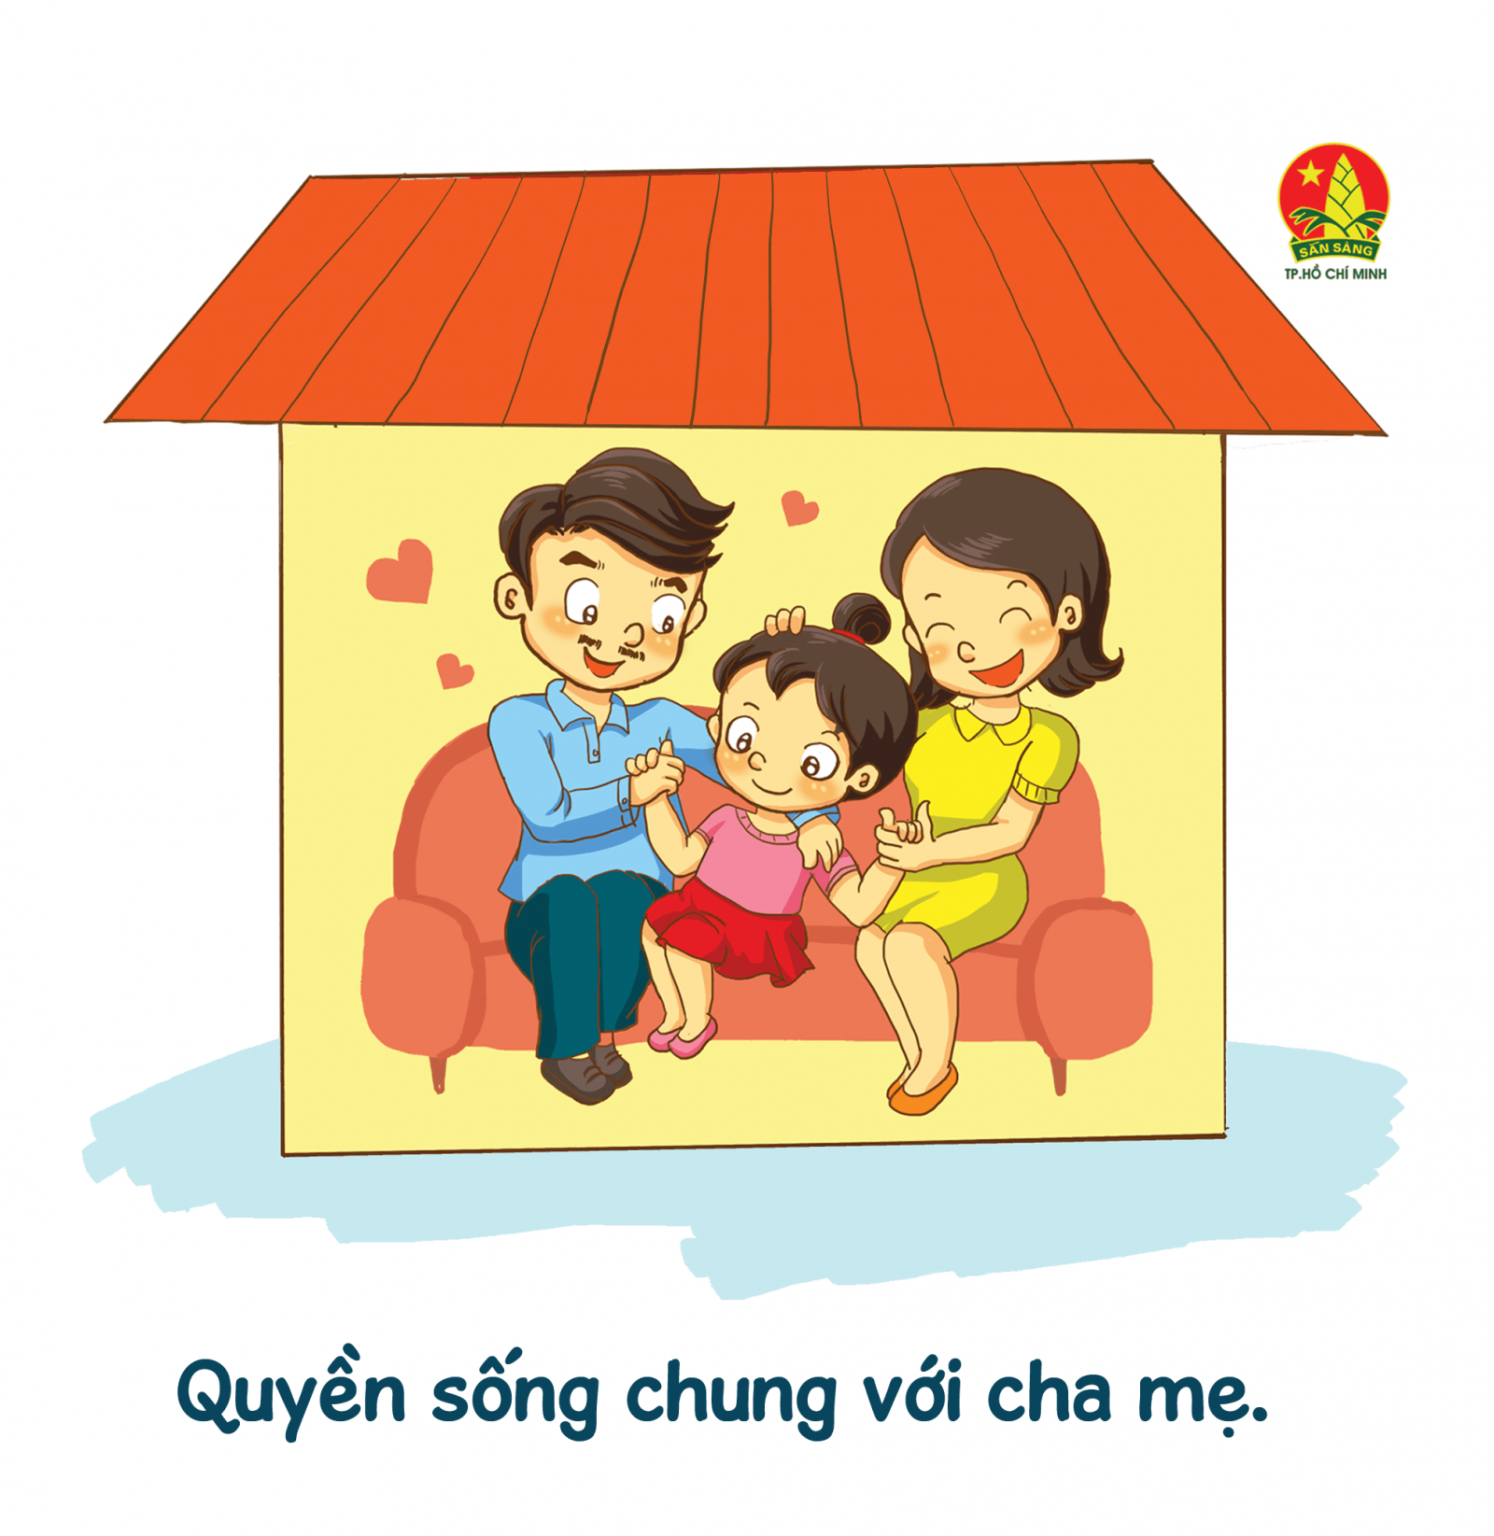 SẴN SÀNG
TP.HỒ CHÍ MINH
Quyền sống chung với cha mẹ.